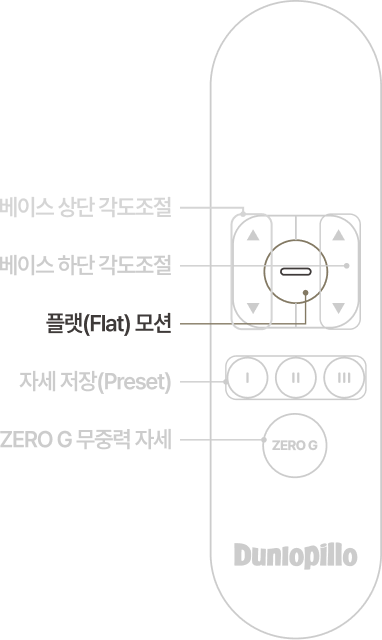 베이스 상단 각도조절
베이스 하단 각도조절
플랫(Flat) 모션
자세 저장(Preset)
I II III
ZERO G 무중력 자세
ZERO G
Dunlopillo